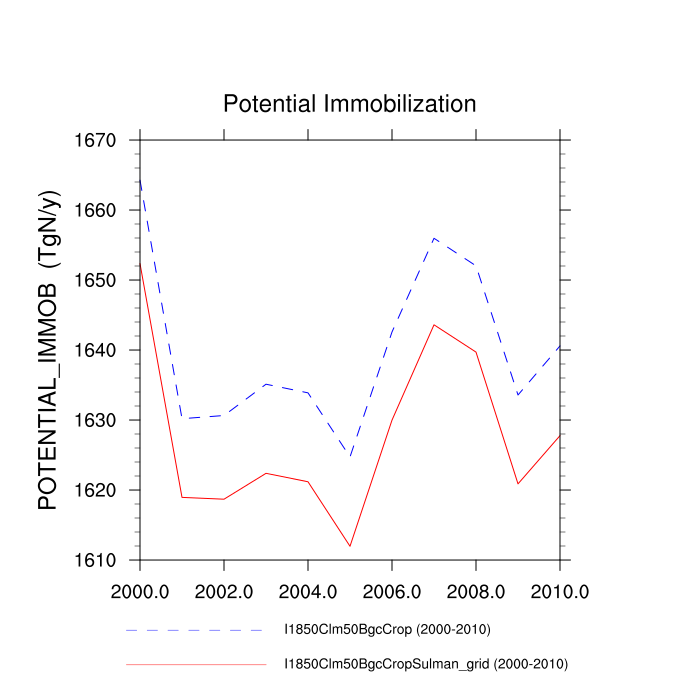 Potential Immobilization
POTENTIAL_IMMOB (TgN/y)
1670
1660
1650
1640
1630
1620
1610
2000.0 2002.0 2004.0 2006.0 2008.0 2010.0
I1850Clm50BgcCrop (2000-2010)
I1850Clm50BgcCropSulman_grid (2000-2010)